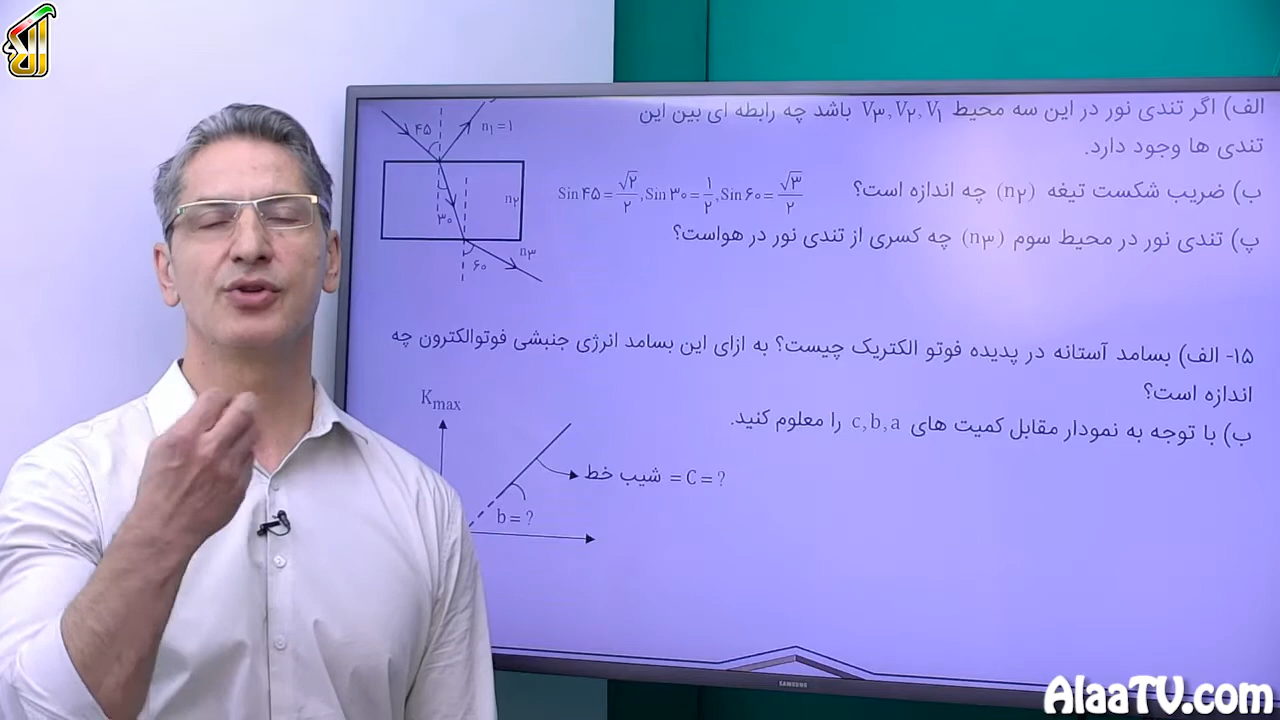 آلاء
الف) اگر تندی نور در این سه محیط V۳,V۲,V۱ باشد چه رابطه ای بین این
تندی ها وجود دارد.
ب) ضریب شکست تیغه (n۲) چه اندازه است؟ Sin۴۵=√۲/۲,Sin۳۰=۱/۲,Sin۶۰=√۳/۲
پ) تندی نور در محیط سوم (n۳) چه کسری از تندی نور در هواست؟
۴۵
n۱=۱
n۲
۳۰
n۳
۶۰
۱۵- الف) بسامد آستانه در پدیده فوتو الکتریک چیست؟ به ازای این بسامد انرژی جنبشی فوتوالکترون چه
اندازه است؟
ب) با توجه به نمودار مقابل کمیت های c,b,a را معلوم کنید.
Kmax
شیب خط =C=?
b=?
SAMSUNG
AlaaTV.com